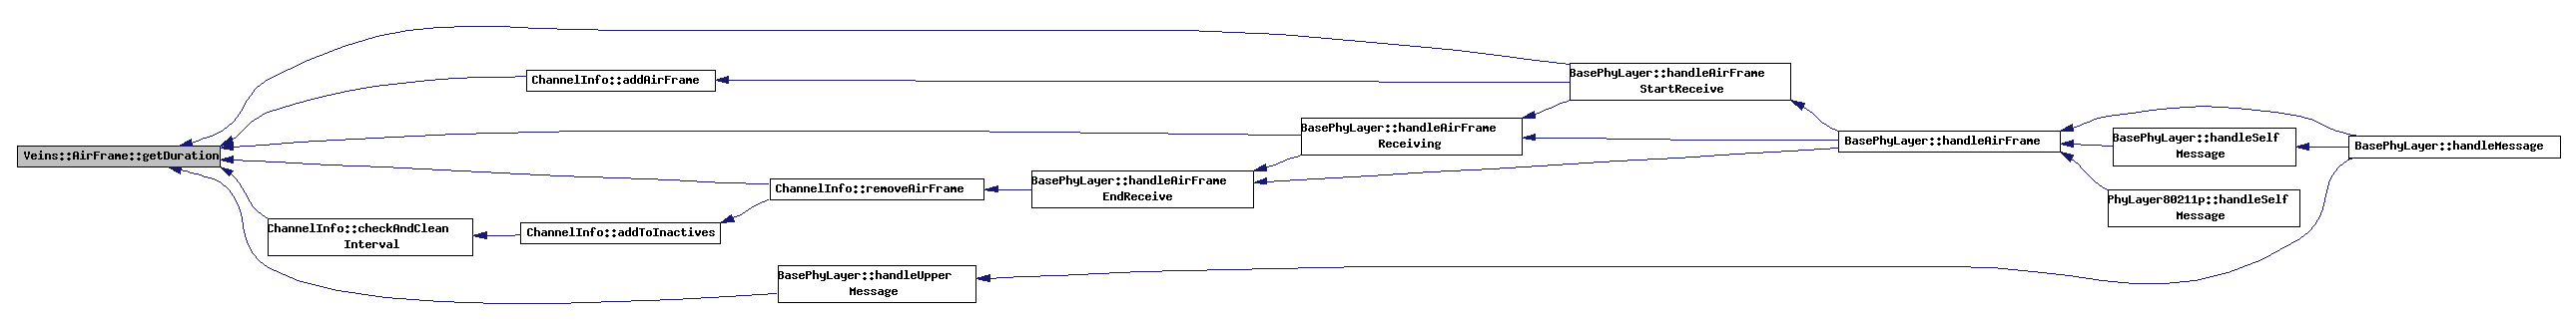 Veins::AirFrame::getDuration
ChannelInfo::addAirFrame
ChannelInfo::checkAndClean
Interval
ChannelInfo::addToInactives
ChannelInfo::removeAirFrame
BasePhyLayer::handleUpper
Message
BasePhyLayer::handleAirFrame
EndReceive
BasePhyLayer::handleAirFrame
Receiving
BasePhyLayer::handleAirFrame
StartReceive
BasePhyLayer::handleAirFrame
BasePhyLayer::handleSelf
Message
PhyLayer80211p::handleSelf
Message
BasePhyLayer::handleMessage